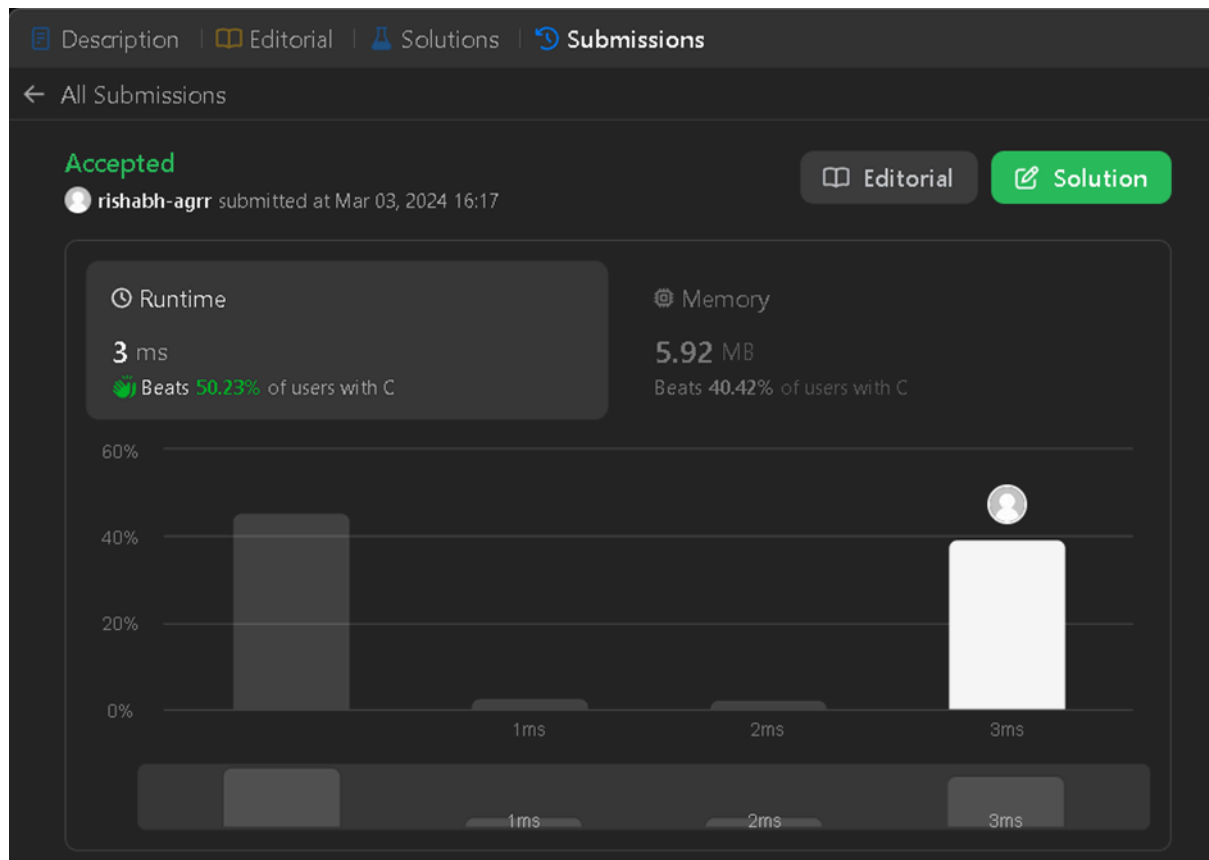 Description | Editorial | Solutions | Submissions
← All Submissions
Accepted
rishabh-agrr submitted at Mar 03, 2024 16:17
Editorial
Solution
Runtime
3 ms
Beats 50.23% of users with C
Memory
5.92 MB
Beats 40.42% of users with C
60%
40%
20%
0%
1ms 2ms 3ms
1ms 2ms 3ms